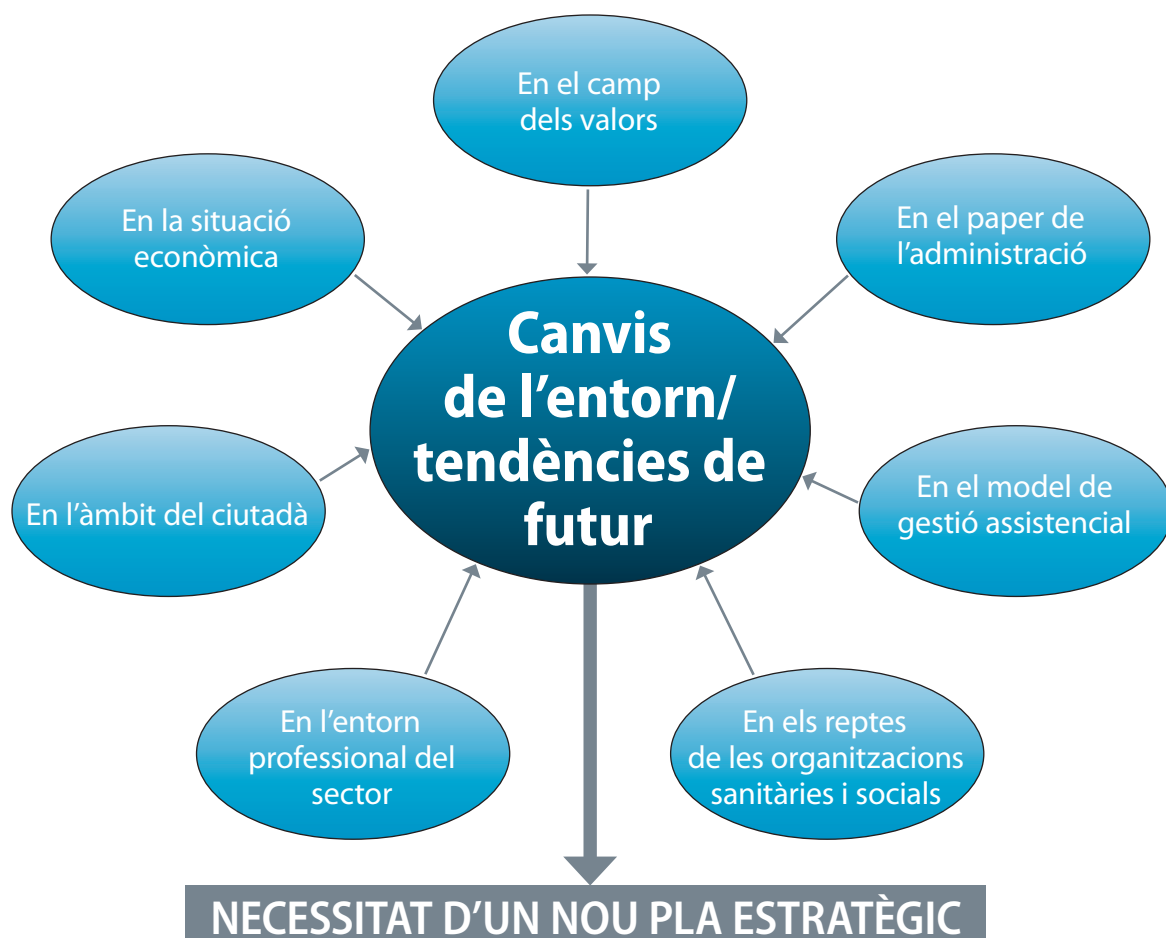 En el camp
dels valors
En la situació
econòmica
En el paper de
l’administració
Canvis
de l’entorn/
tendències de
futur
En l’àmbit del ciutadà
En el model de
gestió assistencial
En l’entorn
professional del
sector
En els reptes
de les organitzacions
sanitàries i socials
NECESSITAT D’UN NOU PLA ESTRATÈGIC